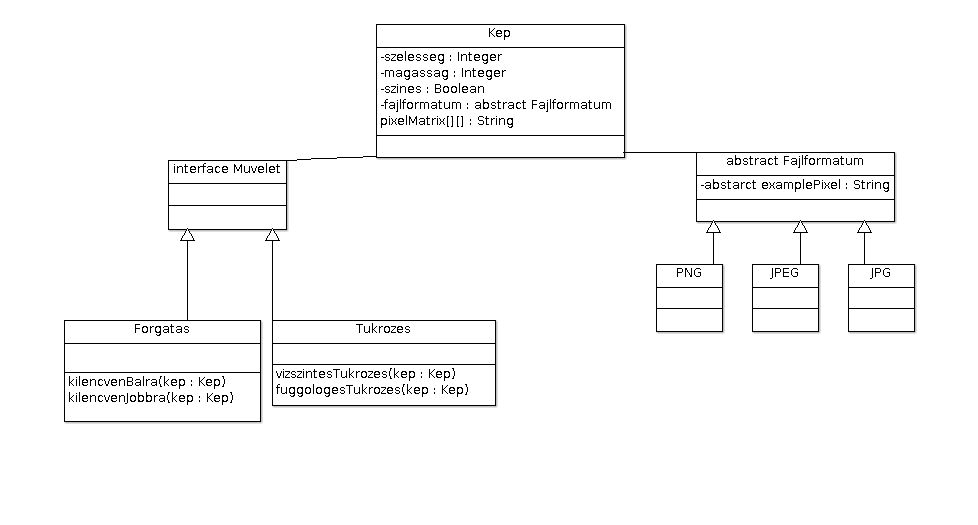 Kep
-szelesseg : Integer
-magassag : Integer
-szines : Boolean
-fajlformatum : abstract Fajlformatum
pixelMatrix[][] : String
interface Muvelet
abstract Fajlformatum
-abstarct examplePixel : String
PNG
JPEG
JPG
Forgatas
kilencvenBalra(kep : Kep)
kilencvenJobbra(kep : Kep)
Tukrozes
vizszintesTukrozes(kep : Kep)
fuggologesTukrozes(kep : Kep)